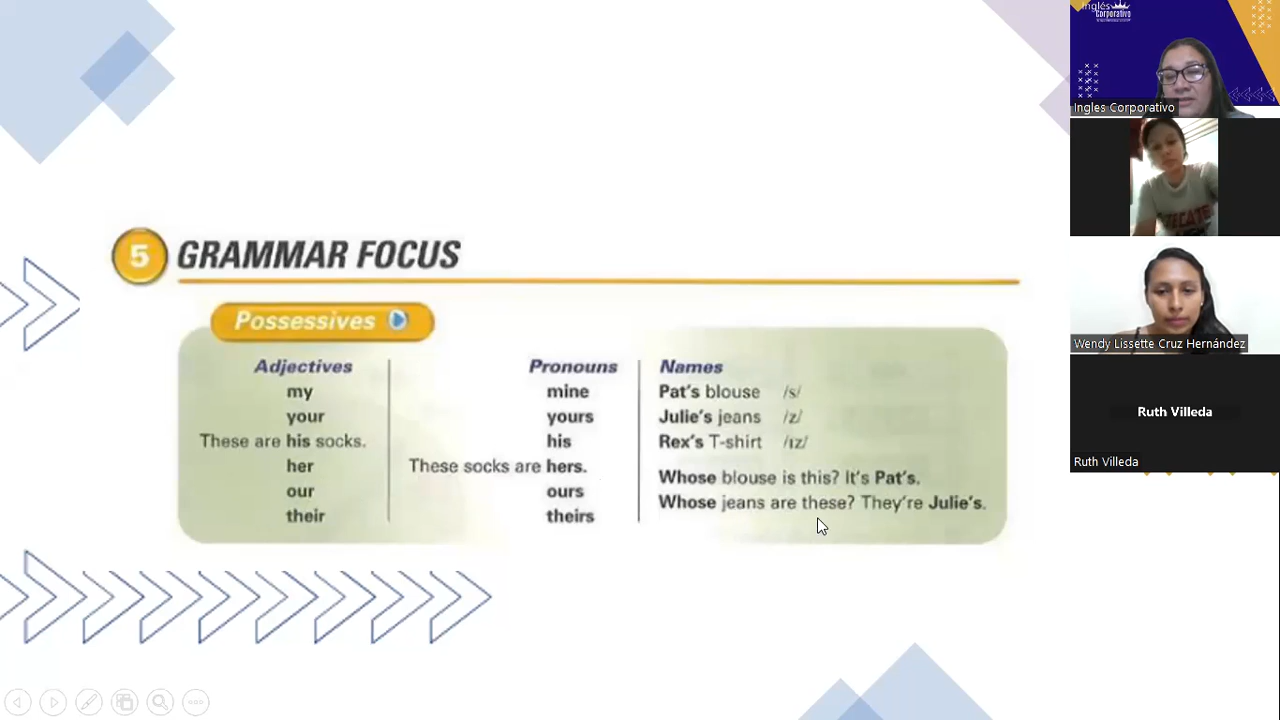 5 GRAMMAR FOCUS
Possessives
Adjectives
my
your
These are his socks.
her
our
their
Pronouns
mine
yours
his
These socks are hers.
ours
theirs
Names
Pat's blouse /s/
Julie's jeans /z/
Rex's T-shirt /ɪz/
Whose blouse is this? It's Pat's.
Whose jeans are these? They're Julie's.
Inglés
corporativo
Ingles Corporativo
Wendy Lissette Cruz Hernández
Ruth Villeda
Ruth Villeda